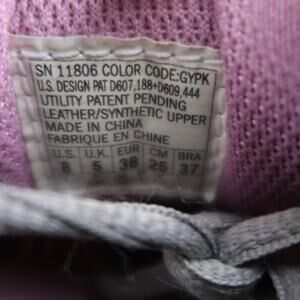 SN 11806 COLOR CODE:GYPK
U.S. DESIGN PAT D607,188+D609,444
UTILITY PATENT PENDING
LEATHER/SYNTHETIC UPPER
MADE IN CHINA
FABRIQUE EN CHINE
U.S. U.K. EUR CM BRA
8 5 38 25 37